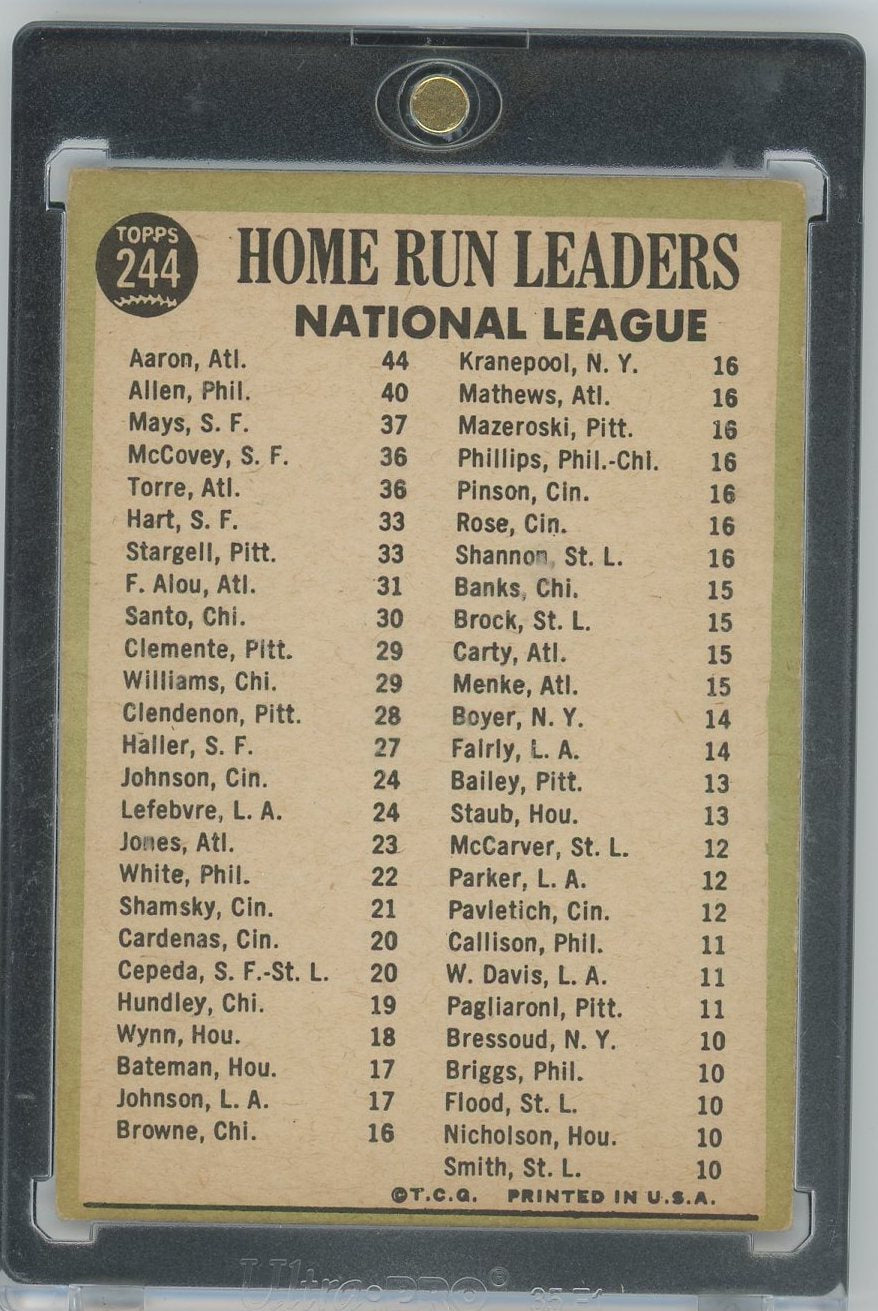 TOPPS
244
HOME RUN LEADERS
NATIONAL LEAGUE
Aaron, Atl. 44
Allen, Phil. 40
Mays, S. F. 37
McCovey, S. F. 36
Torre, Atl. 36
Hart, S. F. 33
Stargell, Pitt. 33
F. Alou, Atl. 31
Santo, Chi. 30
Clemente, Pitt. 29
Williams, Chi. 29
Clendenon, Pitt. 28
Haller, S. F. 27
Johnson, Cin. 24
Lefebvre, L. A. 24
Jones, Atl. 23
White, Phil. 22
Shamsky, Cin. 21
Cardenas, Cin. 20
Cepeda, S. F.-St. L. 20
Hundley, Chi. 19
Wynn, Hou. 18
Bateman, Hou. 17
Johnson, L. A. 17
Browne, Chi. 16
Kranepool, N. Y. 16
Mathews, Atl. 16
Mazeroski, Pitt. 16
Phillips, Phil.-Chi. 16
Pinson, Cin. 16
Rose, Cin. 16
Shannon, St. L. 16
Banks, Chi. 15
Brock, St. L. 15
Carty, Atl. 15
Menke, Atl. 15
Boyer, N. Y. 14
Fairly, L. A. 14
Bailey, Pitt. 13
Staub, Hou. 13
McCarver, St. L. 12
Parker, L. A. 12
Pavletich, Cin. 12
Callison, Phil. 11
W. Davis, L. A. 11
Pagliaroni, Pitt. 11
Bressoud, N. Y. 10
Briggs, Phil. 10
Flood, St. L. 10
Nicholson, Hou. 10
Smith, St. L. 10
©T.C.G. PRINTED IN U.S.A.
Ultra•PRO©